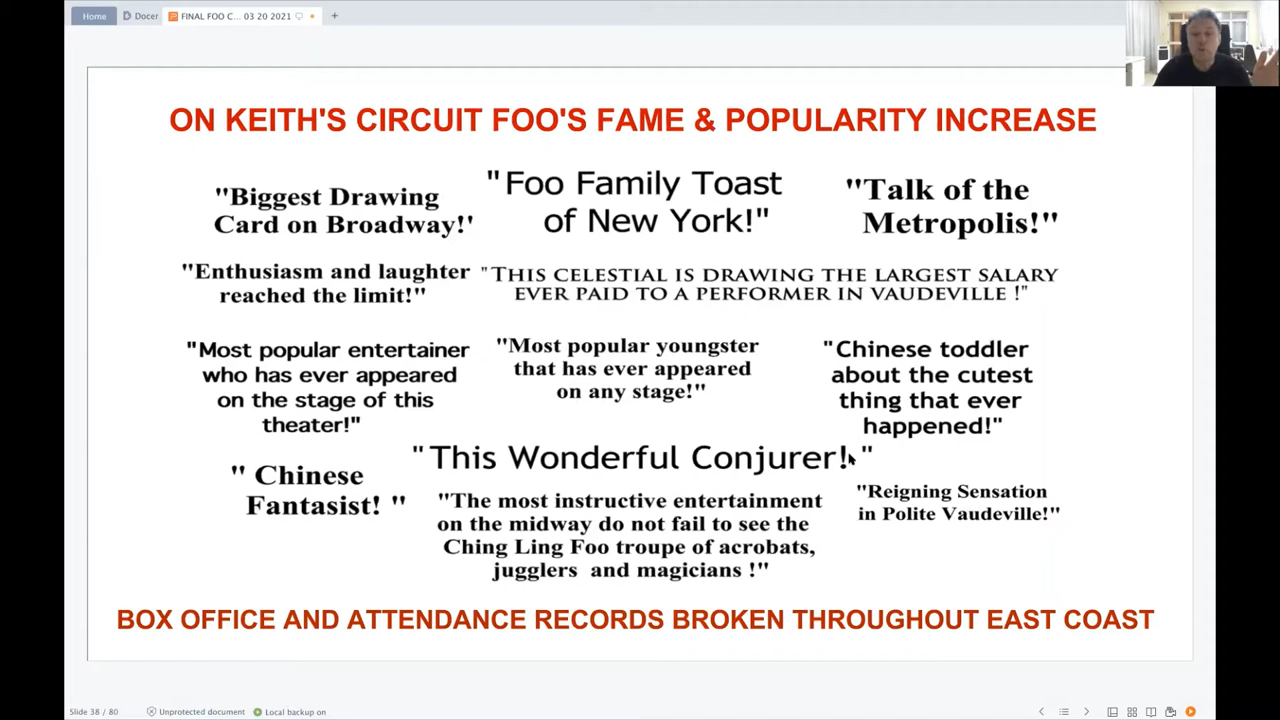 Home
Docer
FINAL FOO C... 03 20 2021
+
ON KEITH'S CIRCUIT FOO'S FAME & POPULARITY INCREASE
"Biggest Drawing
Card on Broadway!'
"Foo Family Toast
of New York!"
"Talk of the
Metropolis!"
"Enthusiasm and laughter
reached the limit!"
"THIS CELESTIAL IS DRAWING THE LARGEST SALARY
EVER PAID TO A PERFORMER IN VAUDEVILLE !"
"Most popular entertainer
who has ever appeared
on the stage of this
theater!"
"Most popular youngster
that has ever appeared
on any stage!"
"Chinese toddler
about the cutest
thing that ever
happened!"
"This Wonderful Conjurer! "
" Chinese
Fantasist! "
"The most instructive entertainment
on the midway do not fail to see the
Ching Ling Foo troupe of acrobats,
jugglers and magicians !"
"Reigning Sensation
in Polite Vaudeville!"
BOX OFFICE AND ATTENDANCE RECORDS BROKEN THROUGHOUT EAST COAST
Slide 38 / 80
Unprotected document
Local backup on